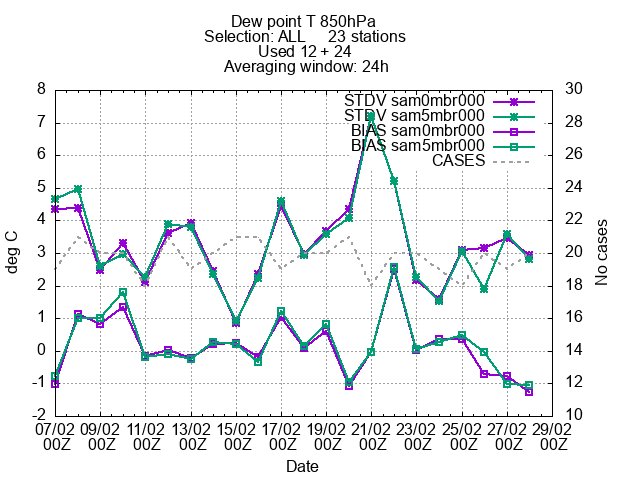 Dew point T 850hPa
Selection: ALL 23 stations
Used 12 + 24
Averaging window: 24h
8 30
7 28
6 26
5 24
4 22
3 20
2 18
1 16
0 14
-1 12
-2 10
STDV sam0mbr000
STDV sam5mbr000
BIAS sam0mbr000
BIAS sam5mbr000
CASES
deg C
No cases
07/02 09/02 11/02 13/02 15/02 17/02 19/02 21/02 23/02 25/02 27/02 29/02
00Z 00Z 00Z 00Z 00Z 00Z 00Z 00Z 00Z 00Z 00Z 00Z
Date